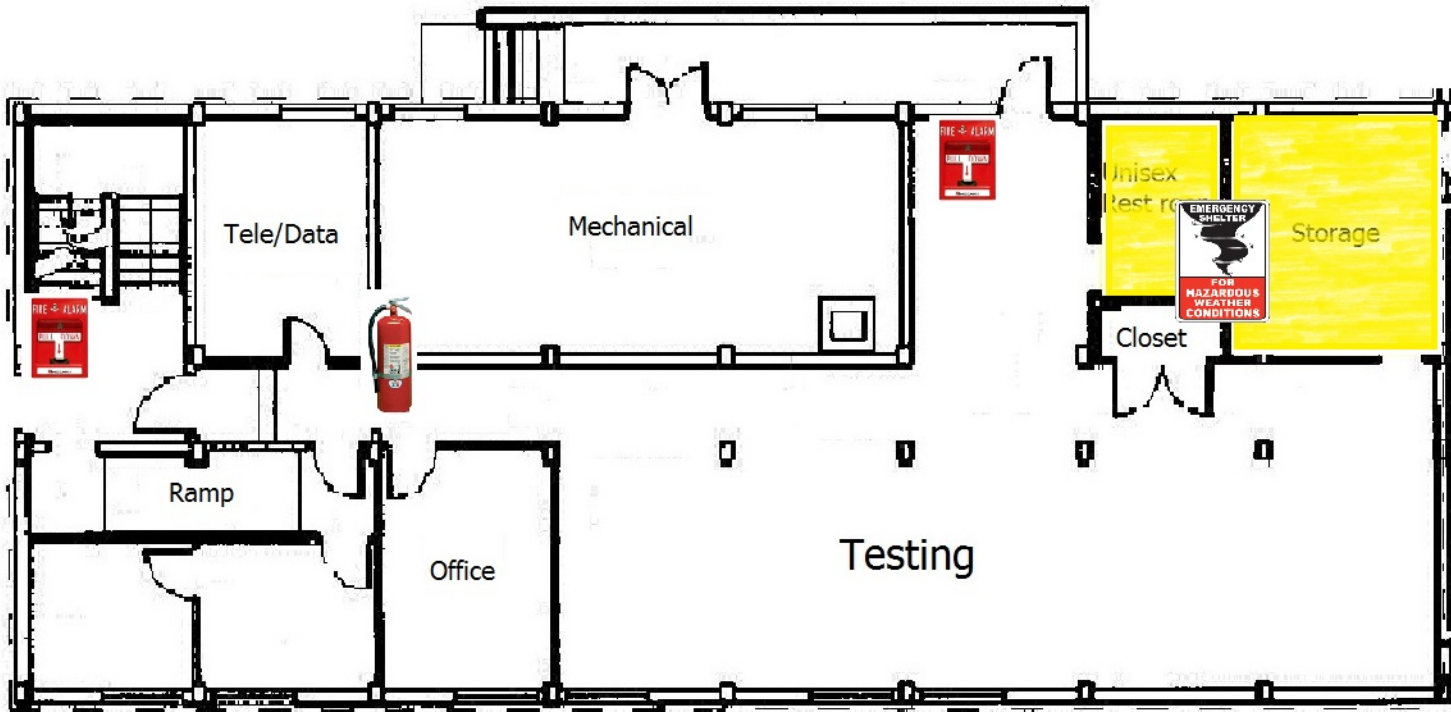 FIRE ALARM
PULL DOWN
Unisex
Rest room
EMERGENCY
SHELTER
FOR
HAZARDOUS
WEATHER
CONDITIONS
Storage
Tele/Data
Mechanical
FIRE ALARM
PULL DOWN
Closet
Ramp
Office
Testing